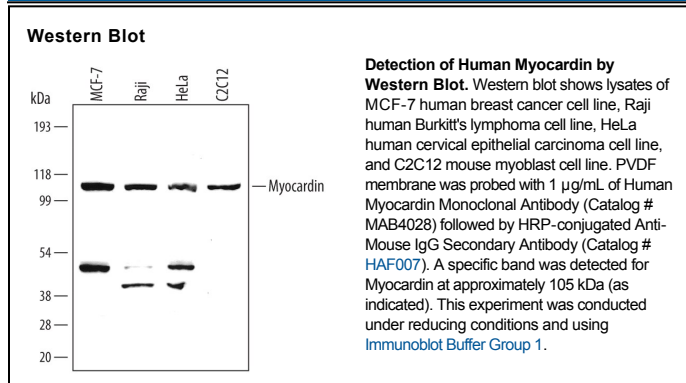 Western Blot
kDa
MCF-7
Raji
HeLa
C2C12
193
118
99
54
38
28
20
Myocardin
Detection of Human Myocardin by
Western Blot. Western blot shows lysates of
MCF-7 human breast cancer cell line, Raji
human Burkitt's lymphoma cell line, HeLa
human cervical epithelial carcinoma cell line,
and C2C12 mouse myoblast cell line. PVDF
membrane was probed with 1 µg/mL of Human
Myocardin Monoclonal Antibody (Catalog #
MAB4028) followed by HRP-conjugated Anti-
Mouse IgG Secondary Antibody (Catalog #
HAF007). A specific band was detected for
Myocardin at approximately 105 kDa (as
indicated). This experiment was conducted
under reducing conditions and using
Immunoblot Buffer Group 1.